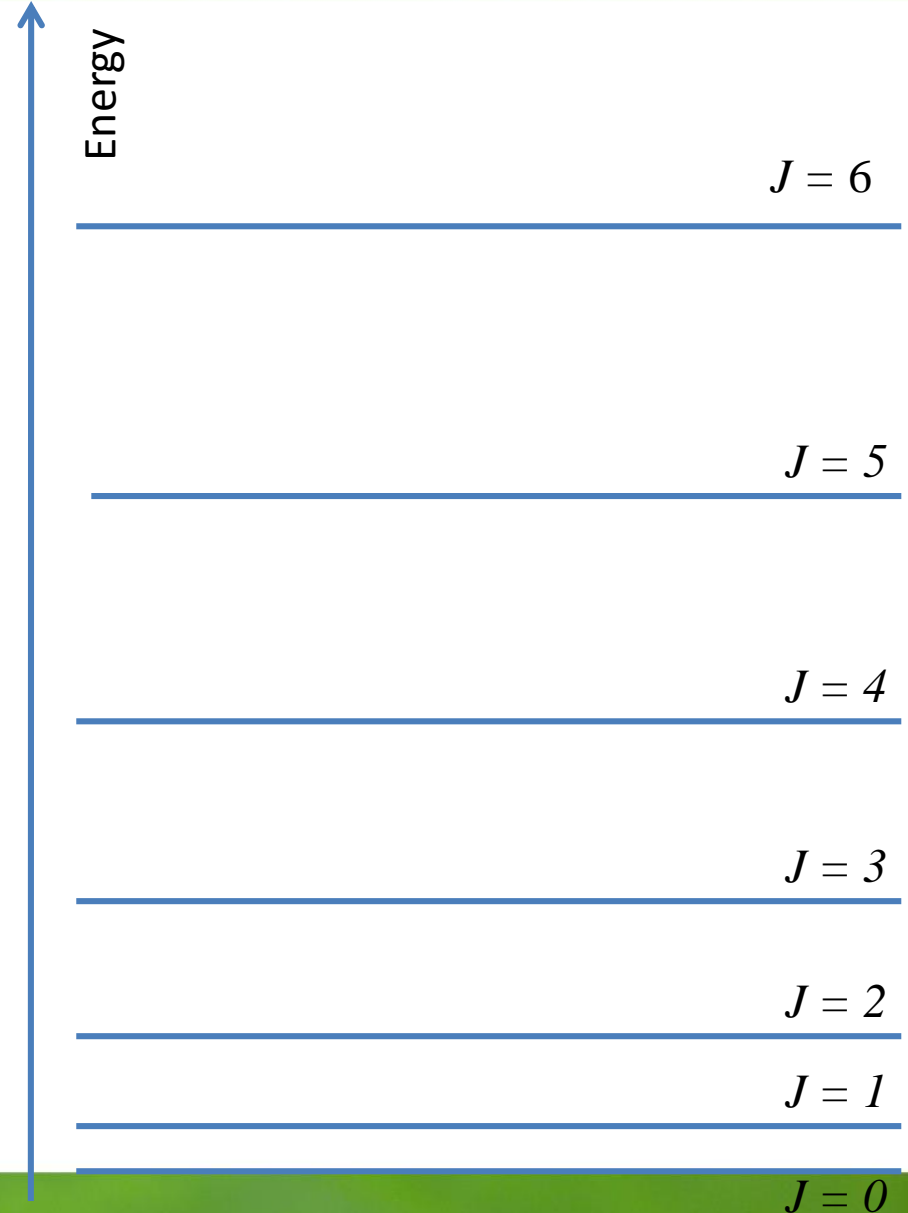 Energy
J = 6
J = 5
J = 4
J = 3
J = 2
J = 1
J = 0